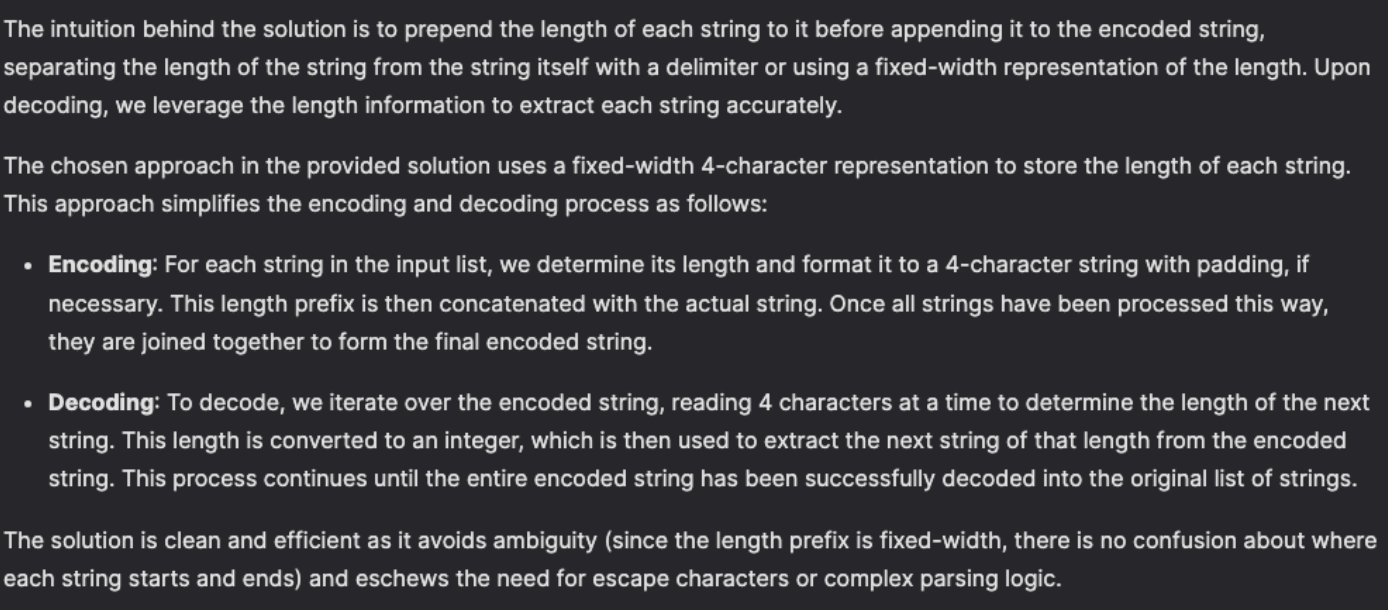 The intuition behind the solution is to prepend the length of each string to it before appending it to the encoded string,
separating the length of the string from the string itself with a delimiter or using a fixed-width representation of the length. Upon
decoding, we leverage the length information to extract each string accurately.
The chosen approach in the provided solution uses a fixed-width 4-character representation to store the length of each string.
This approach simplifies the encoding and decoding process as follows:
• Encoding: For each string in the input list, we determine its length and format it to a 4-character string with padding, if
necessary. This length prefix is then concatenated with the actual string. Once all strings have been processed this way,
they are joined together to form the final encoded string.
• Decoding: To decode, we iterate over the encoded string, reading 4 characters at a time to determine the length of the next
string. This length is converted to an integer, which is then used to extract the next string of that length from the encoded
string. This process continues until the entire encoded string has been successfully decoded into the original list of strings.
The solution is clean and efficient as it avoids ambiguity (since the length prefix is fixed-width, there is no confusion about where
each string starts and ends) and eschews the need for escape characters or complex parsing logic.